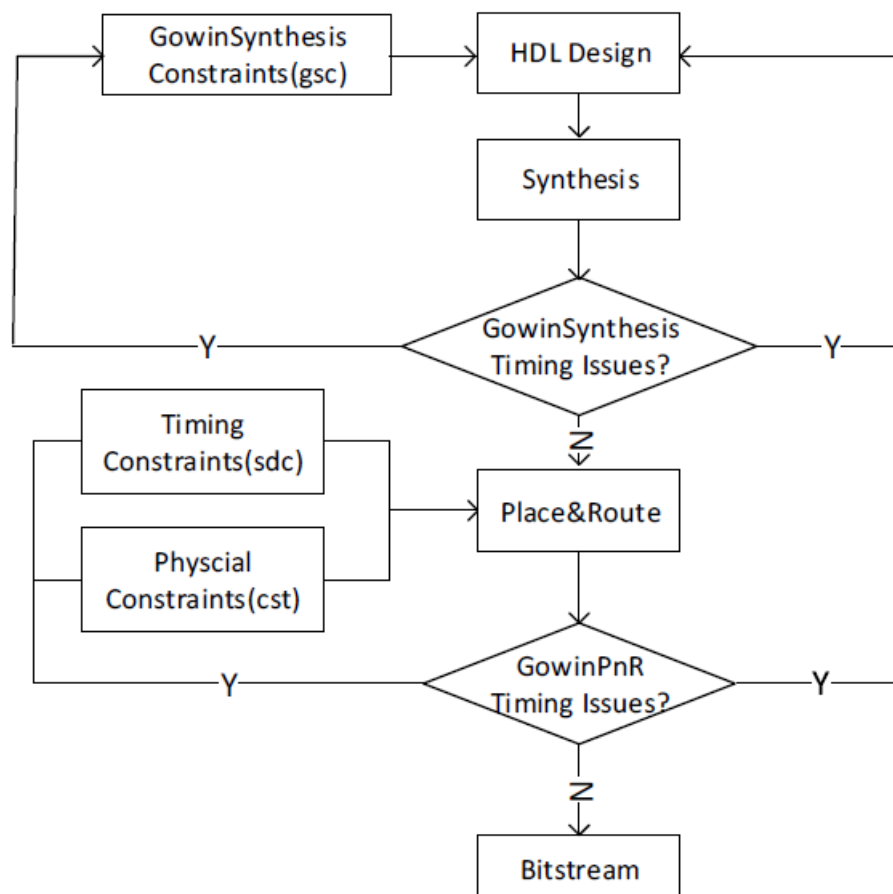 GowinSynthesis
Constraints(gsc)
HDL Design
Synthesis
GowinSynthesis
Timing Issues?
Y
Y
N
Timing
Constraints(sdc)
Place&Route
Physcial
Constraints(cst)
GowinPnR
Timing Issues?
Y
Y
N
Bitstream